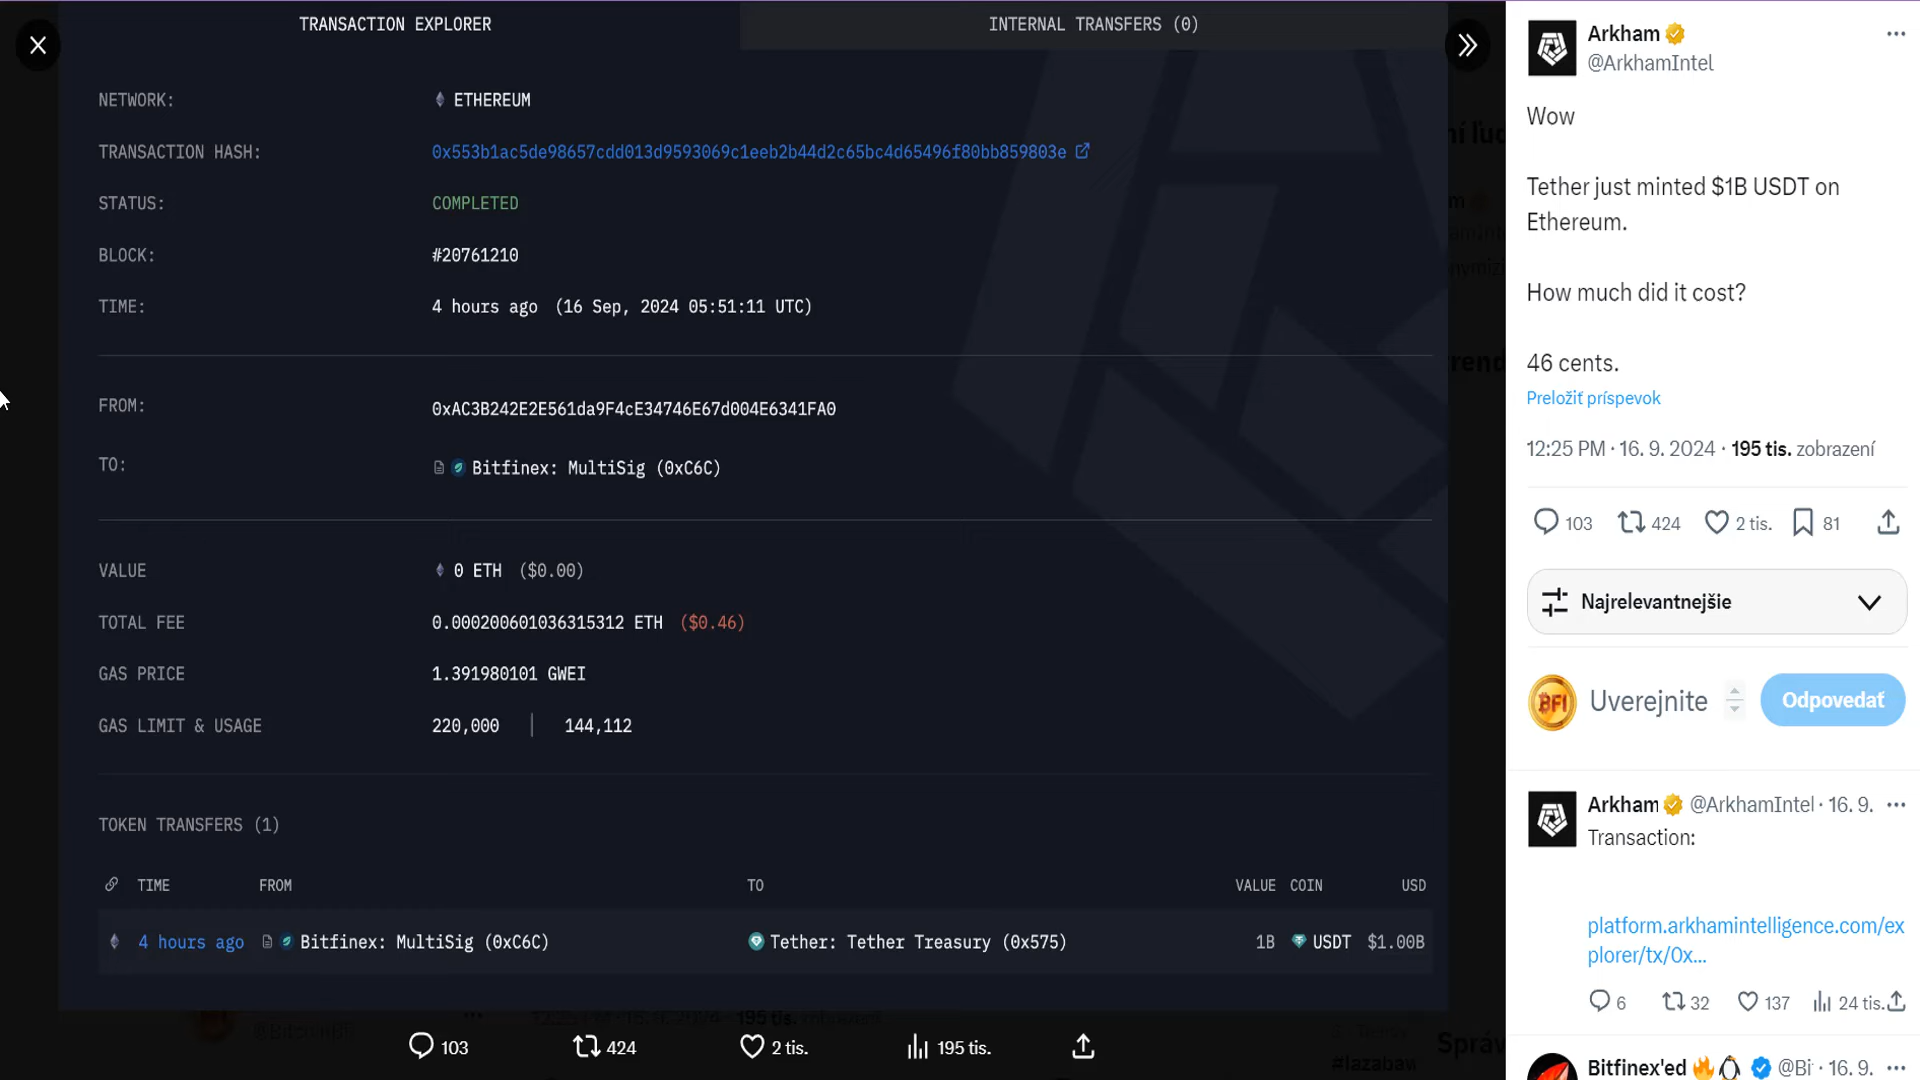 TRANSACTION EXPLORER
INTERNAL TRANSFERS (0)
NETWORK:
ETHEREUM
TRANSACTION HASH:
0x553b1ac5de98657cdd013d9593069c1eeb2b44d2c65bc4d65496f80bb859803e
STATUS:
COMPLETED
BLOCK:
#20761210
TIME:
4 hours ago (16 Sep, 2024 05:51:11 UTC)
FROM:
0xAC3B242E2E561da9F4cE34746E67d004E6341FA0
TO:
Bitfinex: MultiSig (0xC6C)
VALUE
0 ETH ($0.00)
TOTAL FEE
0.000200601036315312 ETH ($0.46)
GAS PRICE
1.391980101 GWEI
GAS LIMIT & USAGE
220,000 | 144,112
TOKEN TRANSFERS (1)
TIME FROM TO VALUE COIN USD
4 hours ago Bitfinex: MultiSig (0xC6C) Tether: Tether Treasury (0x575) 1B USDT $1.00B
103 424 2 tis. 195 tis.
Arkham
@ArkhamIntel
Wow
Tether just minted $1B USDT on
Ethereum.
How much did it cost?
46 cents.
Preložiť príspevok
12:25 PM · 16. 9. 2024 · 195 tis. zobrazení
103 424 2 tis. 81
Najrelevantnejšie
BFI
Uverejnite
Odpovedať
Arkham @ArkhamIntel · 16. 9.
Transaction:
platform.arkhamintelligence.com/ex
plorer/tx/0x...
6 32 137 24 tis.
Bitfinex'ed @Bi · 16. 9.